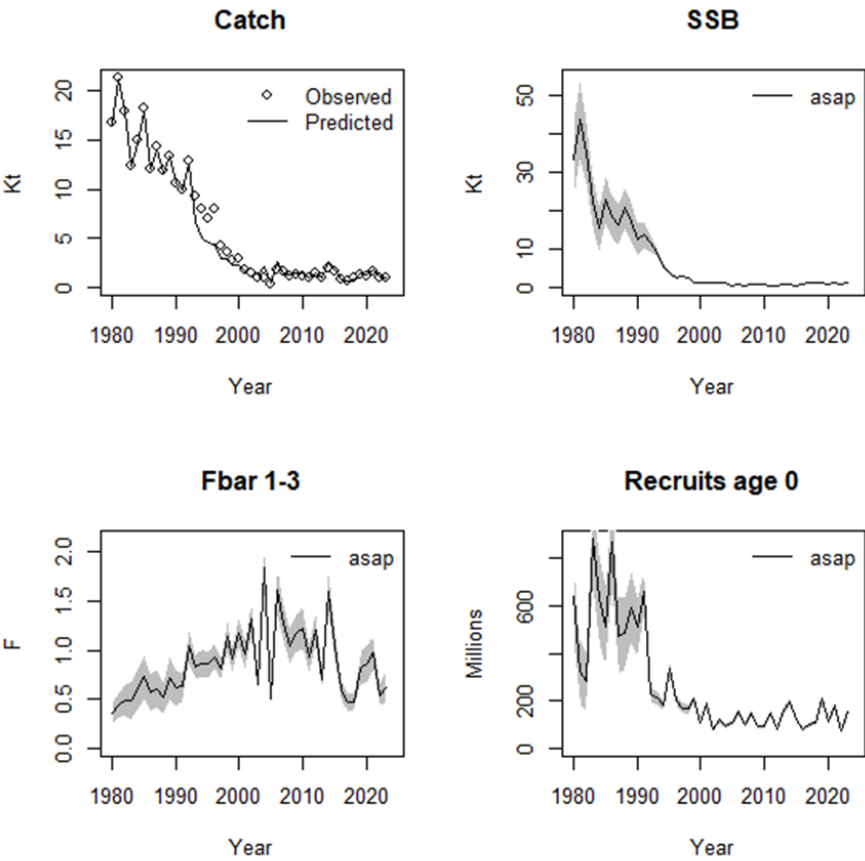 Catch
20
15
10
5
0
Kt
Observed
Predicted
1980 1990 2000 2010 2020
Year
SSB
50
30
10
0
Kt
asap
1980 1990 2000 2010 2020
Year
Fbar 1-3
2.0
1.5
1.0
0.5
0.0
F
asap
1980 1990 2000 2010 2020
Year
Recruits age 0
600
200
0
Millions
asap
1980 1990 2000 2010 2020
Year